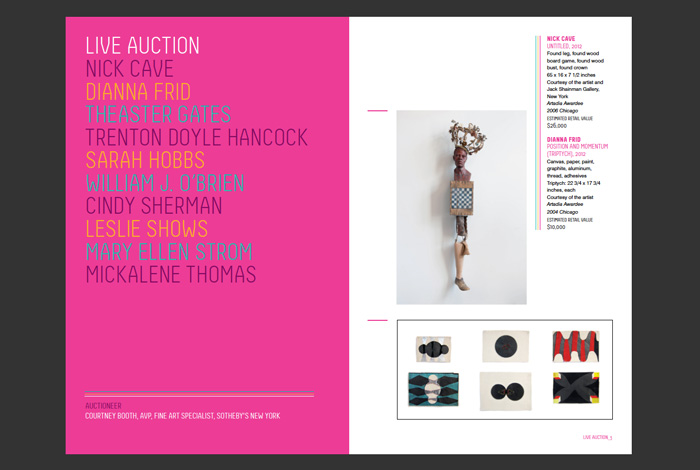 LIVE AUCTION
NICK CAVE
DIANNA FRID
THEASTER GATES
TRENTON DOYLE HANCOCK
SARAH HOBBS
WILLIAM J. O'BRIEN
CINDY SHERMAN
LESLIE SHOWS
MARY ELLEN STROM
MICKALENE THOMAS
AUCTIONEER
COURTNEY BOOTH, AVP, FINE ART SPECIALIST, SOTHEBY'S NEW YORK
NICK CAVE
UNTITLED, 2012
Found leg, found wood
board game, found wood
bust, found crown
65 x 16 x 7 1/2 inches
Courtesy of the artist and
Jack Shainman Gallery,
New York
Artadia Awardee
2006 Chicago
ESTIMATED RETAIL VALUE
$26,000
DIANNA FRID
POSITION AND MOMENTUM
(TRIPTYCH), 2012
Canvas, paper, paint,
graphite, aluminum,
thread, adhesives
Triptych: 22 3/4 x 17 3/4
inches, each
Courtesy of the artist
Artadia Awardee
2004 Chicago
ESTIMATED RETAIL VALUE
$10,000
LIVE AUCTION, 3